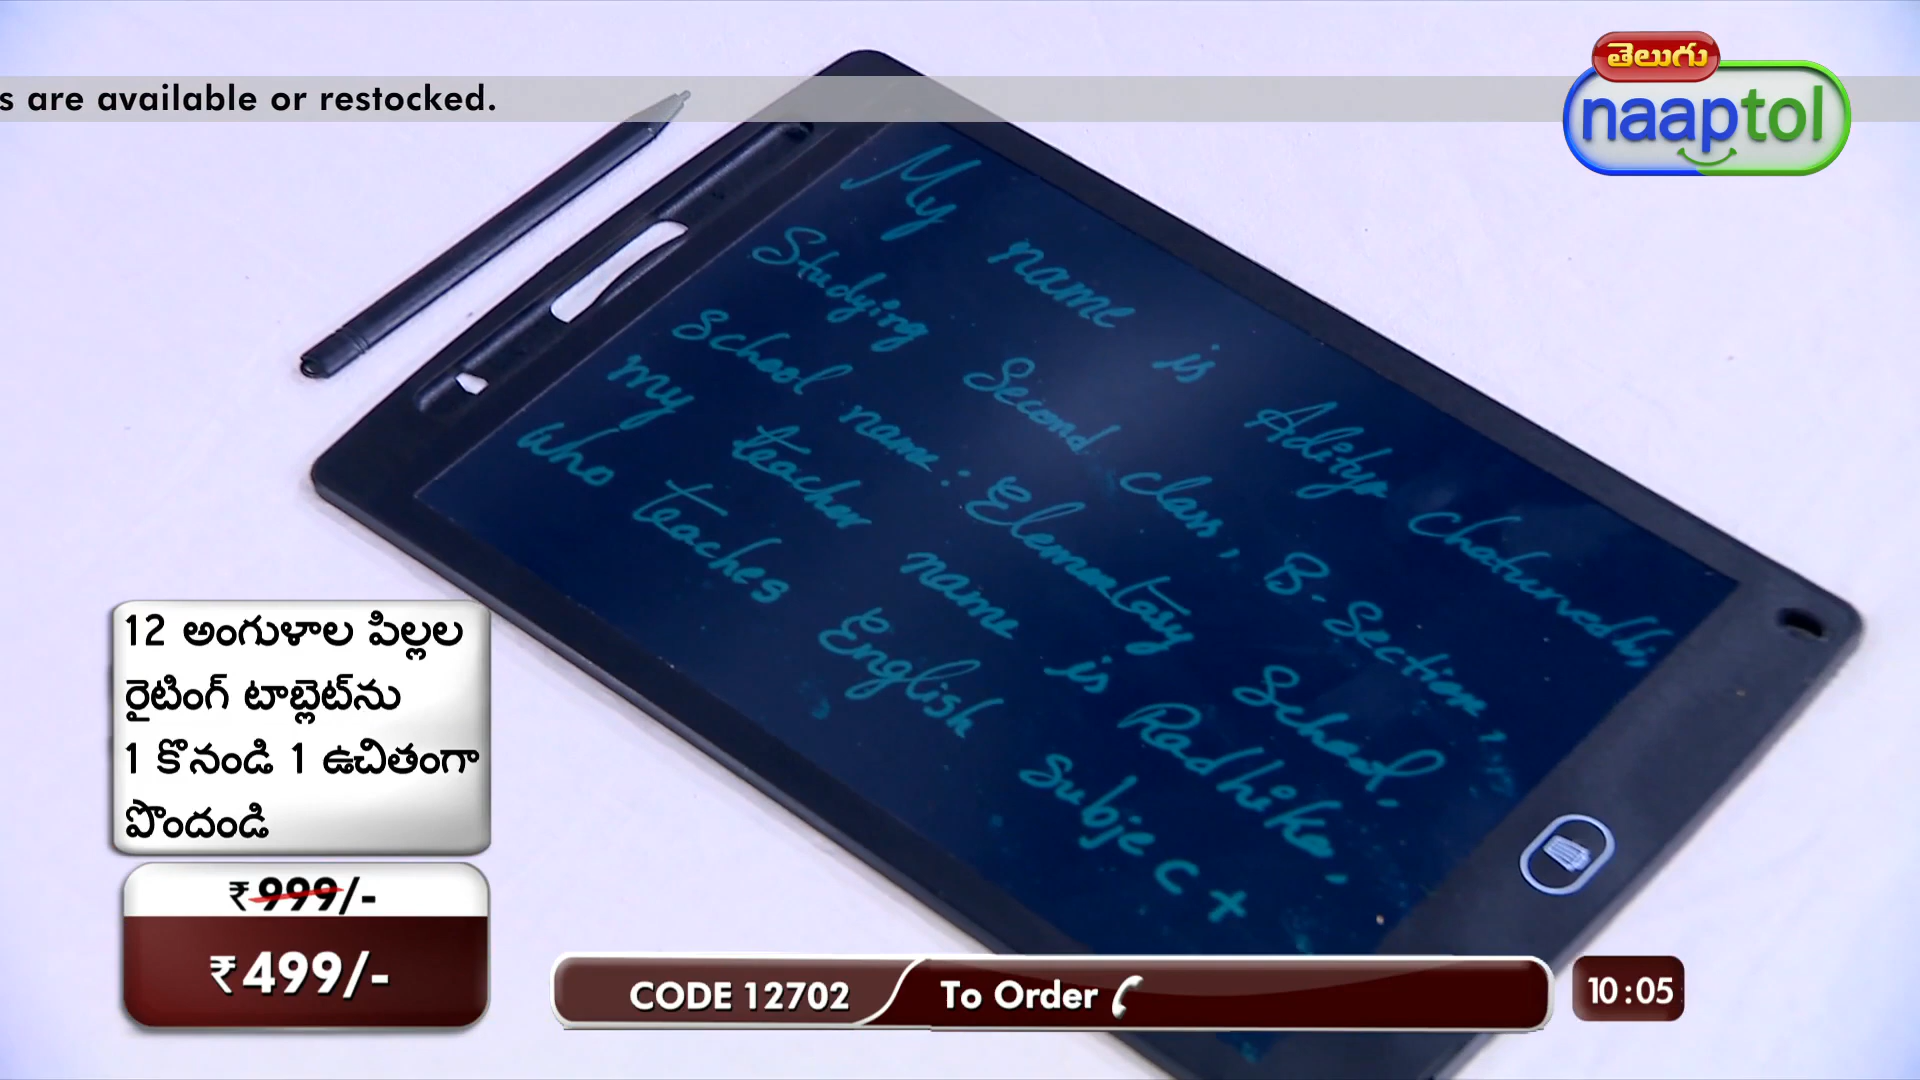 తెలుగు
naaptol
s are available or restocked.
My name is Aditya Chaturvedhi,
Studying Second class, B-Section,
School name: Elementary School.
my teacher name is Radhika.
who teaches English Subject
12 అంగుళాల పిల్లల
రైటింగ్ టాబ్లెట్‌ను
1 కొనండి 1 ఉచితంగా
పొందండి
₹999/-
₹499/-
CODE 12702 To Order
10:05